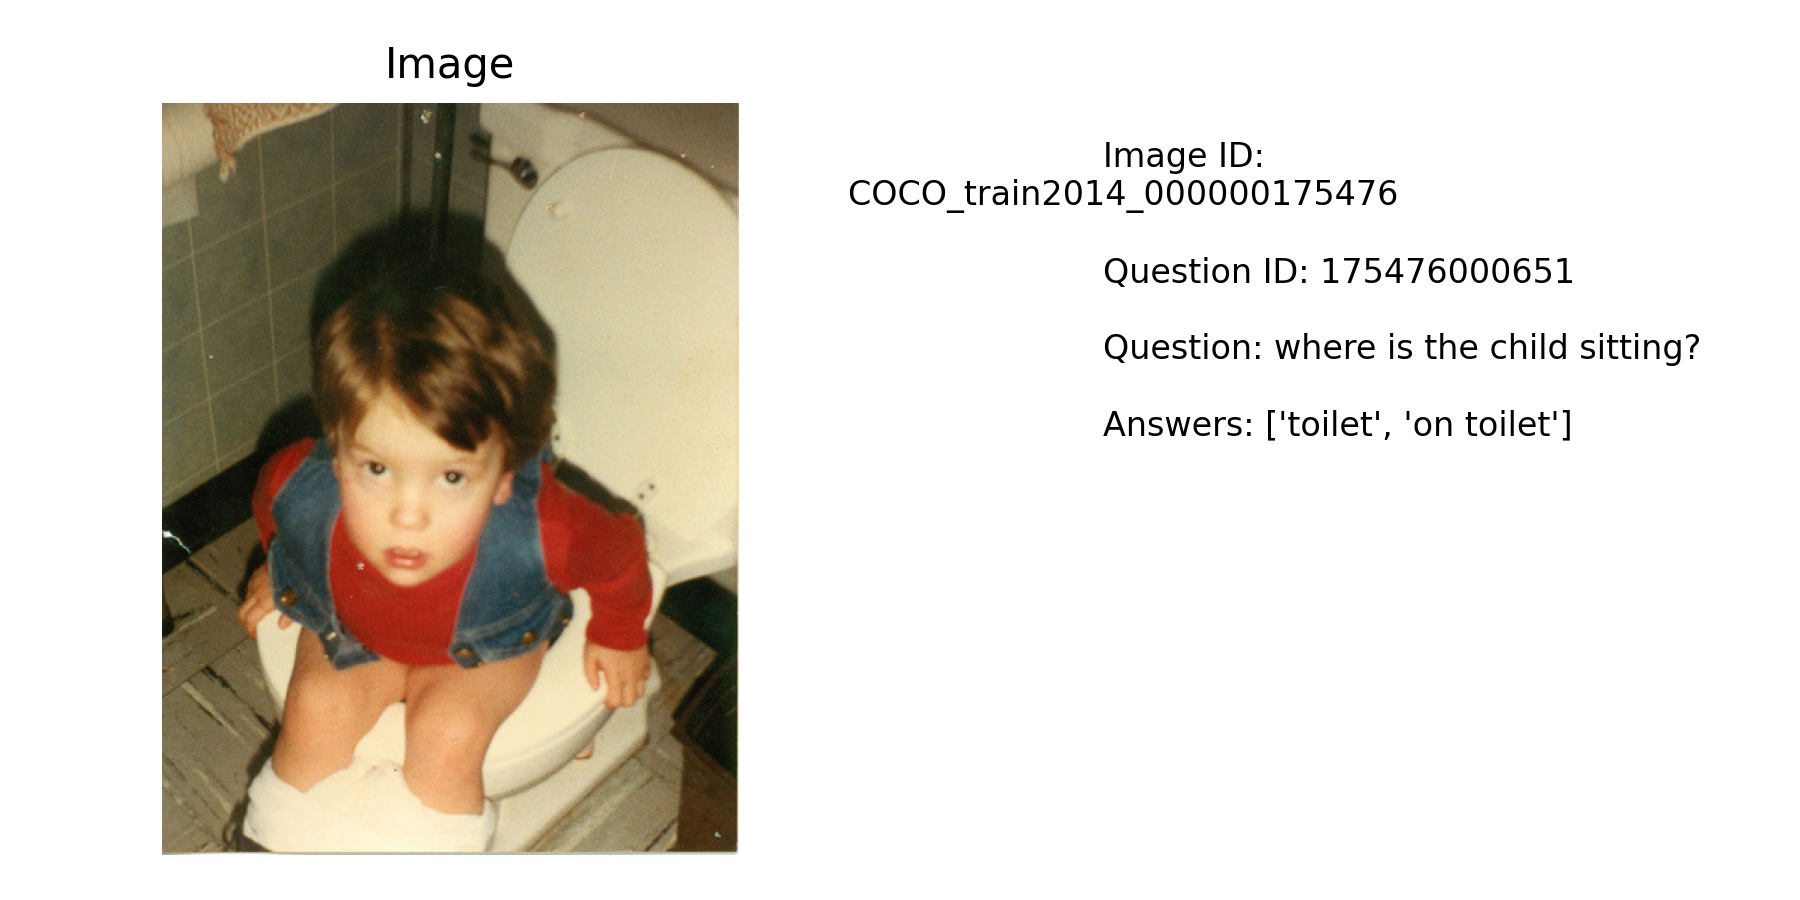 Image
Image ID:
COCO_train2014_000000175476
Question ID: 175476000651
Question: where is the child sitting?
Answers: ['toilet', 'on toilet']